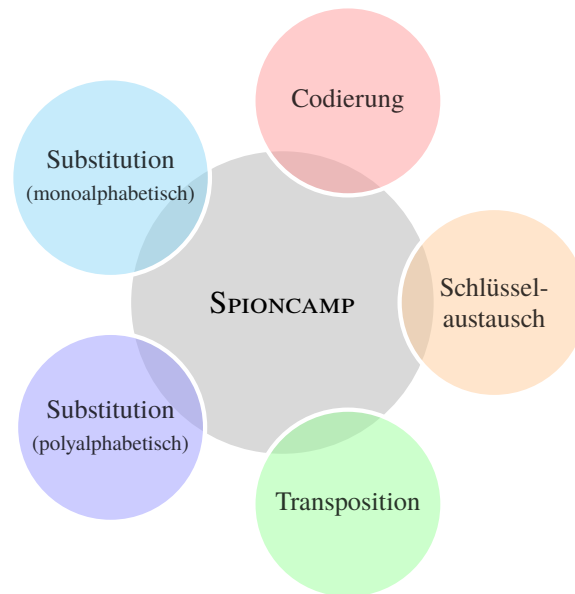 Codierung
Substitution
(monoalphabetisch)
SPIONCAMP
Schlüssel-
austausch
Substitution
(polyalphabetisch)
Transposition